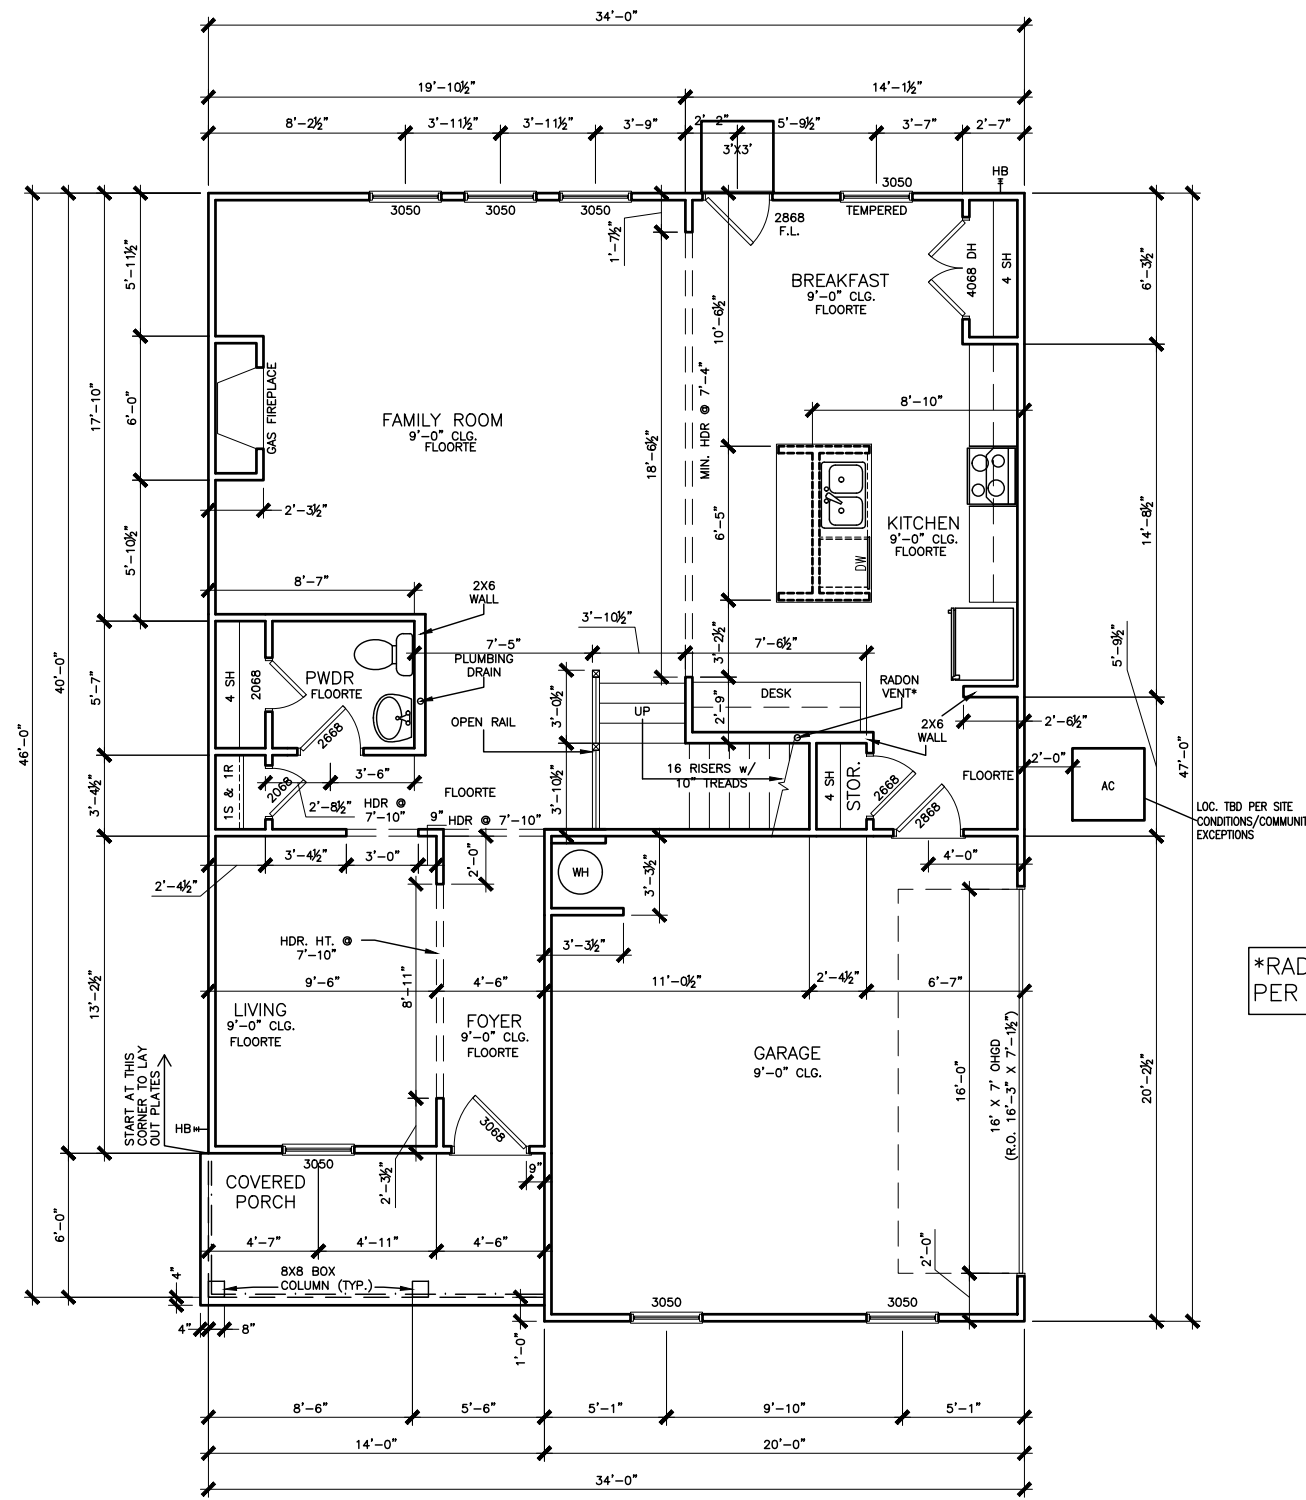 34'-0"
19'-10½"
14'-1½"
8'-2½"
3'-11½"
3'-11½"
3'-9"
2'-2"
5'-9½"
3'-7"
2'-7"
3'X3'
HB
3050
3050
3050
3050
TEMPERED
2868
F.L.
1'-7½"
5'-11½"
BREAKFAST
9'-0" CLG.
FLOORTE
4068 DH
4 SH
6'-3½"
10'-6½"
MIN. HDR @ 7'-4"
17'-10"
6'-0"
GAS FIREPLACE
FAMILY ROOM
9'-0" CLG.
FLOORTE
8'-10"
18'-6½"
2'-3½"
6'-5"
KITCHEN
9'-0" CLG.
FLOORTE
DW
14'-8½"
5'-10½"
8'-7"
2X6
WALL
3'-10½"
3'-2½"
7'-6½"
5'-9½"
7'-5"
PLUMBING
DRAIN
40'-0"
46'-0"
5'-7"
4 SH
2068
PWDR
FLOORTE
2668
OPEN RAIL
3'-0½"
UP
2'-9"
DESK
RADON
VENT*
2X6
WALL
2'-6½"
2'-0"
AC
47'-0"
LOC. TBD PER SITE
CONDITIONS/COMMUNIT
EXCEPTIONS
3'-4½"
1S & 1R
2068
3'-6"
2'-8½"
HDR @
7'-10"
FLOORTE
9"
HDR @ 7'-10"
3'-10½"
16 RISERS w/
10" TREADS
4 SH
STOR.
2668
2868
FLOORTE
2'-4½"
3'-4½"
3'-0"
2'-0"
WH
3'-3½"
3'-3½"
4'-0"
HDR. HT. @
7'-10"
9'-6"
8'-11"
4'-6"
11'-0½"
2'-4½"
6'-7"
*RAD
PER
13'-2½"
LIVING
9'-0" CLG.
FLOORTE
FOYER
9'-0" CLG.
FLOORTE
GARAGE
9'-0" CLG.
16'-0"
16' X 7' OHGD
(R.O. 16'-3" X 7'-1½")
20'-2½"
START AT THIS
CORNER TO LAY
OUT PLATES
HB
3068
3050
COVERED
PORCH
2'-3½"
9"
6'-0"
4'-7"
4'-11"
4'-6"
2'-0"
8X8 BOX
COLUMN (TYP.)
4"
4"
8"
1'-0"
3050
3050
8'-6"
5'-6"
5'-1"
9'-10"
5'-1"
14'-0"
20'-0"
34'-0"